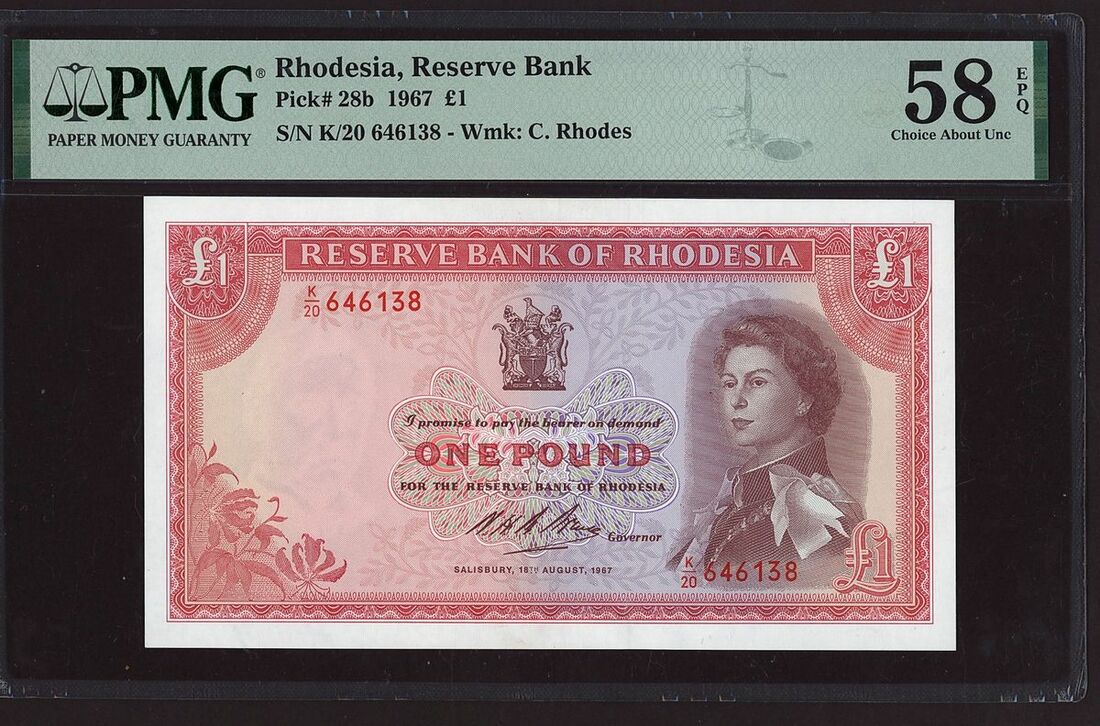 PMG®
PAPER MONEY GUARANTY
Rhodesia, Reserve Bank
Pick# 28b 1967 £1
S/N K/20 646138 - Wmk: C. Rhodes
58 EPQ
Choice About Unc
£1 RESERVE BANK OF RHODESIA £1
K/20 646138
I promise to pay the bearer on demand
ONE POUND
FOR THE RESERVE BANK OF RHODESIA
Governor
SALISBURY, 18TH AUGUST, 1967
K/20 646138
£1